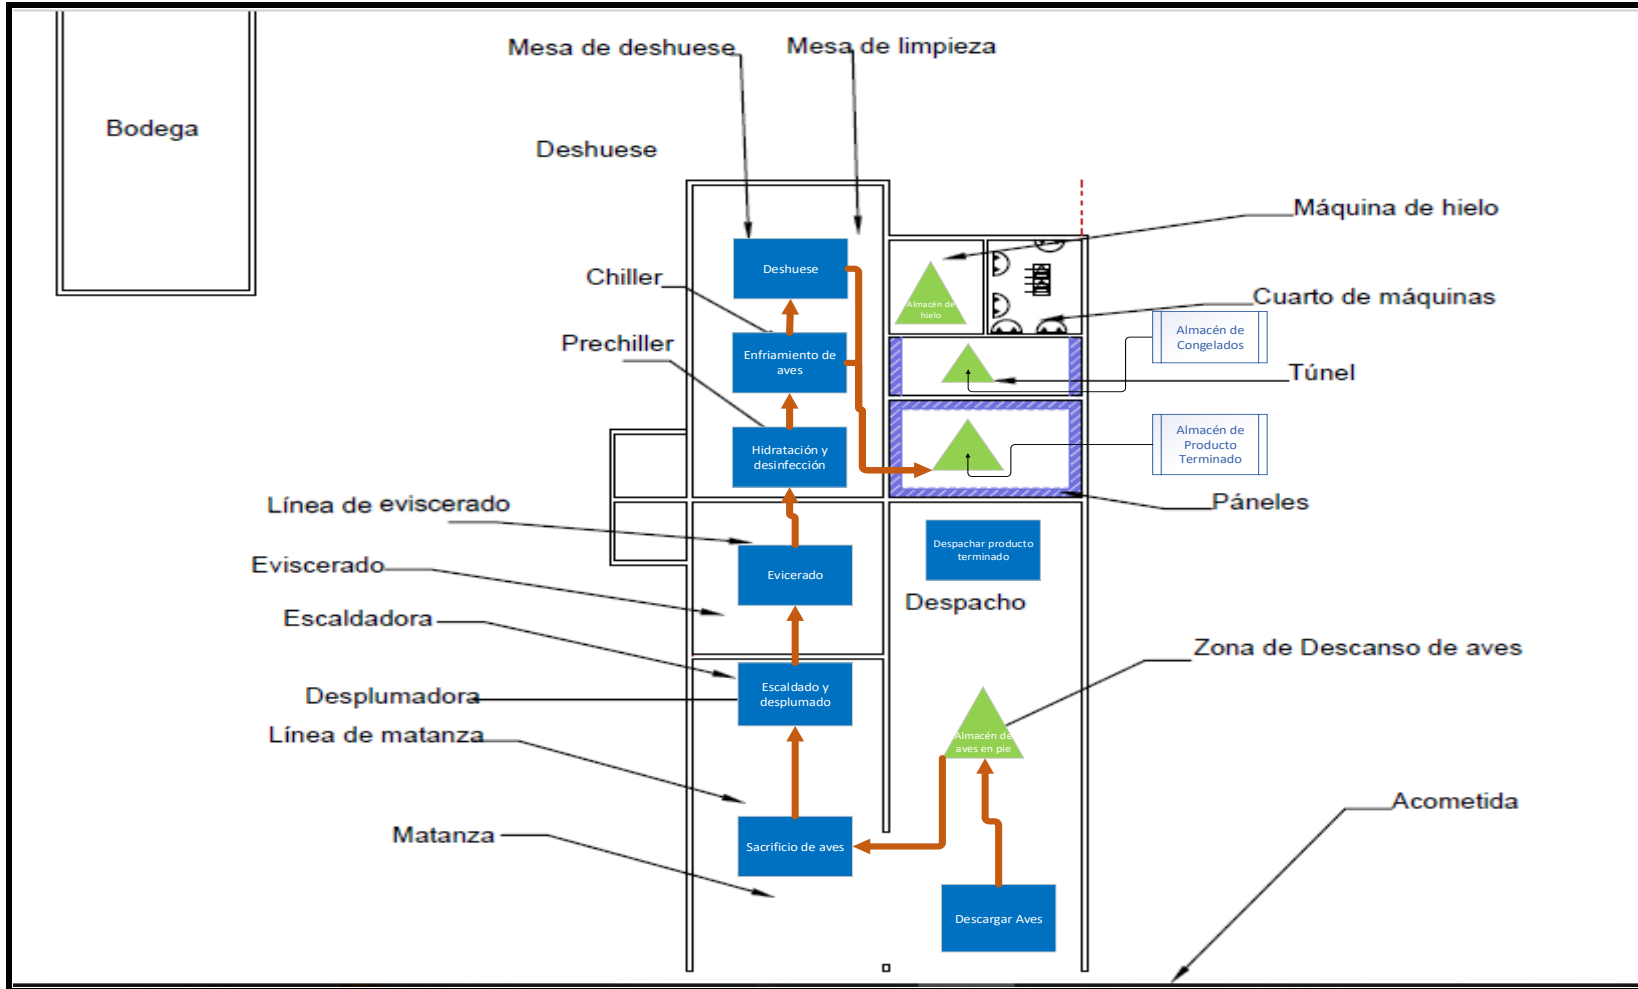 Mesa de deshuese
Mesa de limpieza
Bodega
Deshuese
Máquina de hielo
Deshuese
Chiller
Almacén de
hielo
Cuarto de máquinas
Prechiller
Enfriamiento de
aves
Almacén de
Congelados
Túnel
Hidratación y
desinfección
Almacén de
Producto
Terminado
Línea de eviscerado
Páneles
Eviscerado
Evicerado
Despachar producto
terminado
Despacho
Escaldadora
Zona de Descanso de aves
Desplumadora
Escaldado y
desplumado
Línea de matanza
Almacén de
aves en pie
Acometida
Matanza
Sacrificio de aves
Descargar Aves